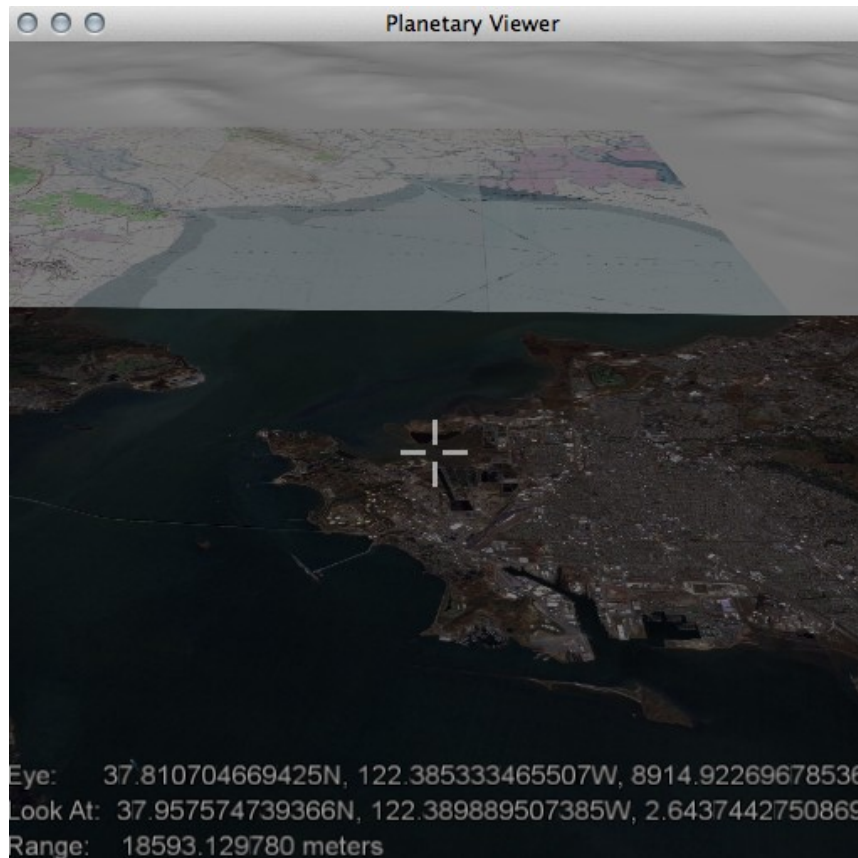 Planetary Viewer
Eye: 37.810704669425N, 122.385333465507W, 8914.92269678536
Look At: 37.957574739366N, 122.389889507385W, 2.6437442750869
Range: 18593.129780 meters